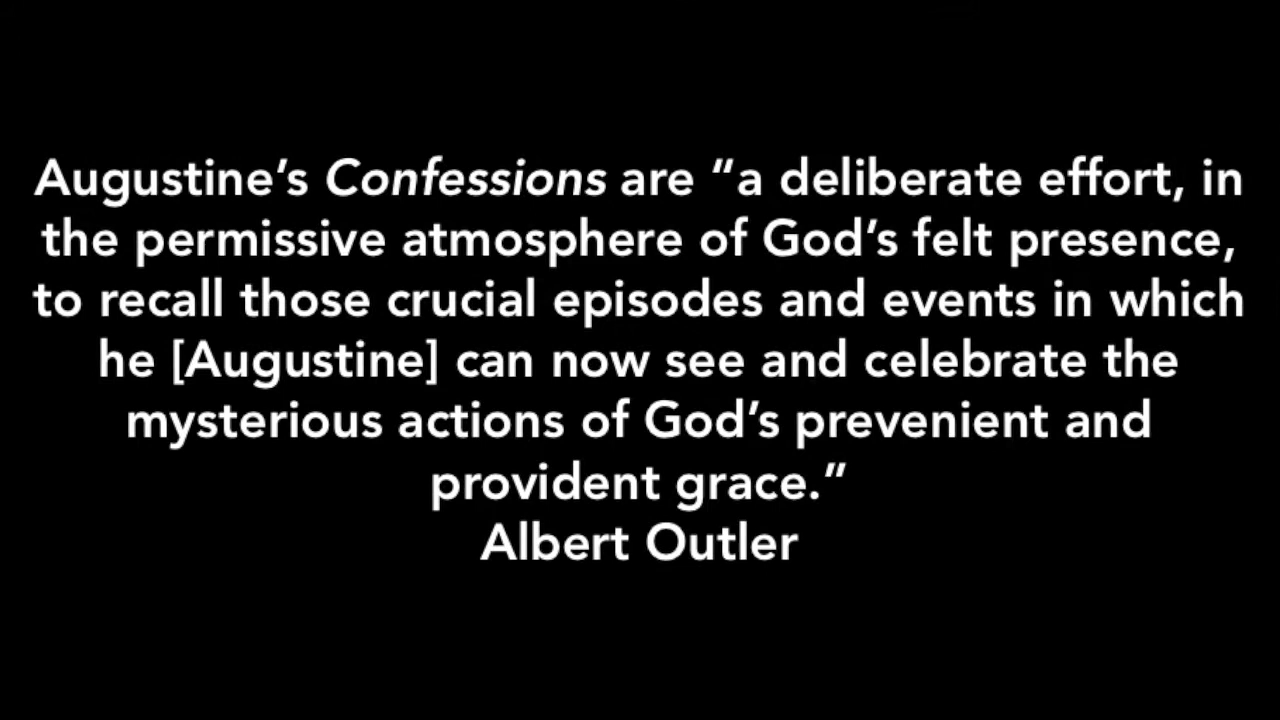 Augustine’s Confessions are “a deliberate effort, in
the permissive atmosphere of God’s felt presence,
to recall those crucial episodes and events in which
he [Augustine] can now see and celebrate the
mysterious actions of God’s prevenient and
provident grace.”
Albert Outler